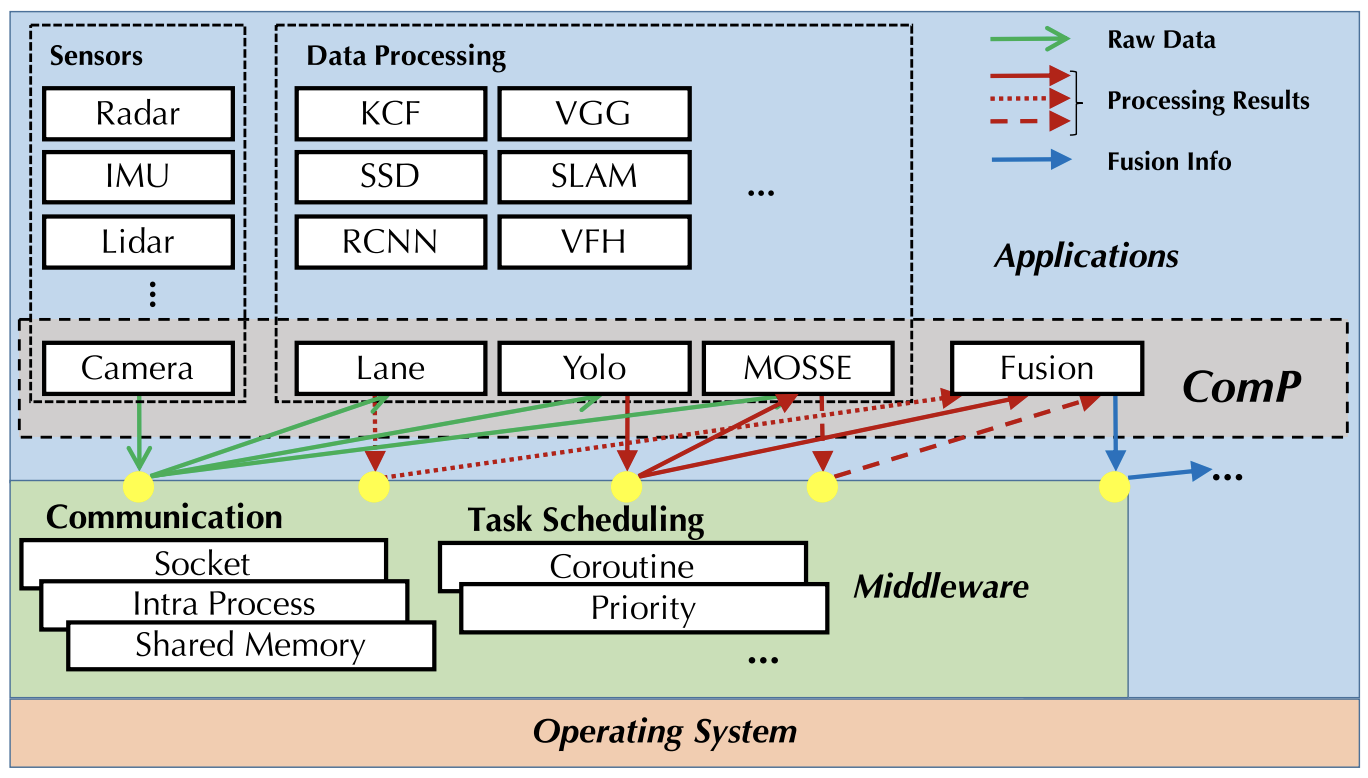 Sensors
Radar
IMU
Lidar
Camera
Data Processing
KCF
VGG
SSD
SLAM
RCNN
VFH
...
Lane
Yolo
MOSSE
Fusion
Raw Data
Processing Results
Fusion Info
Applications
ComP
...
Communication
Socket
Intra Process
Shared Memory
Task Scheduling
Coroutine
Priority
...
Middleware
Operating System